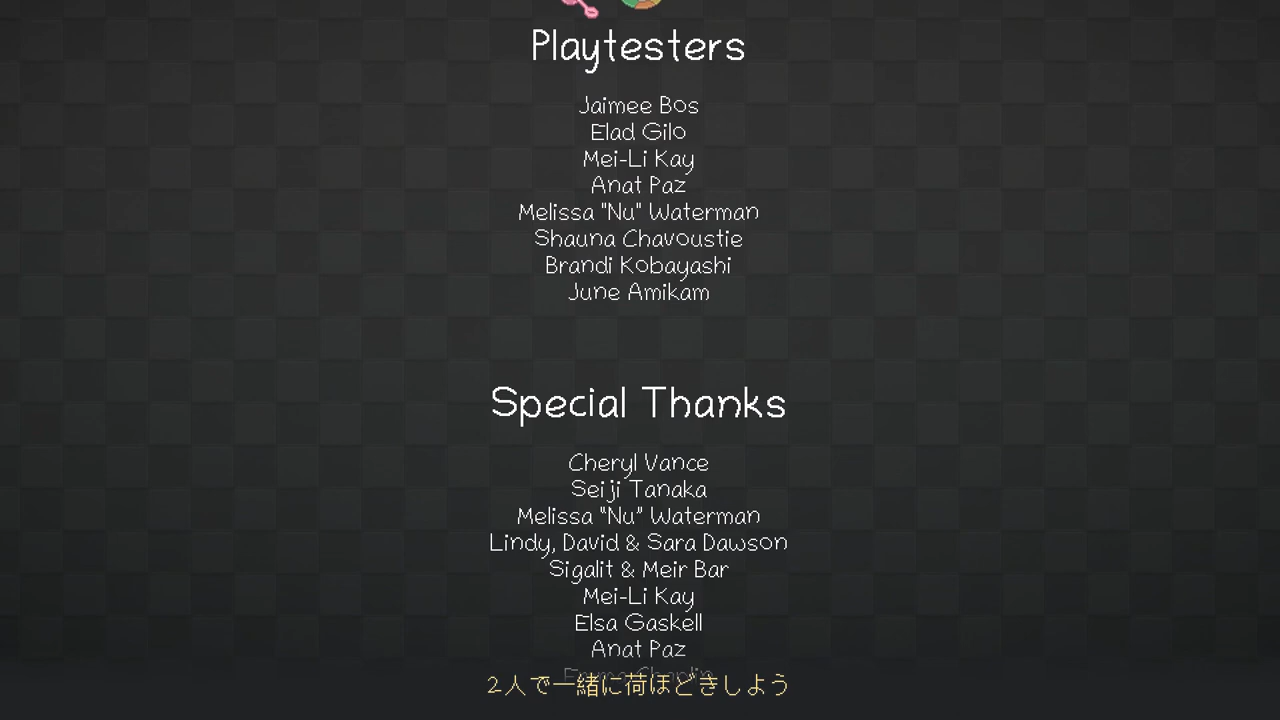 Playtesters
Jaimee Bos
Elad Gilo
Mei-Li Kay
Anat Paz
Melissa "Nu" Waterman
Shauna Chavoustie
Brandi Kobayashi
June Amikam
Special Thanks
Cheryl Vance
Seiji Tanaka
Melissa "Nu" Waterman
Lindy, David & Sara Dawson
Sigalit & Meir Bar
Mei-Li Kay
Elsa Gaskell
Anat Paz
2人で一緒に荷ほどきしよう